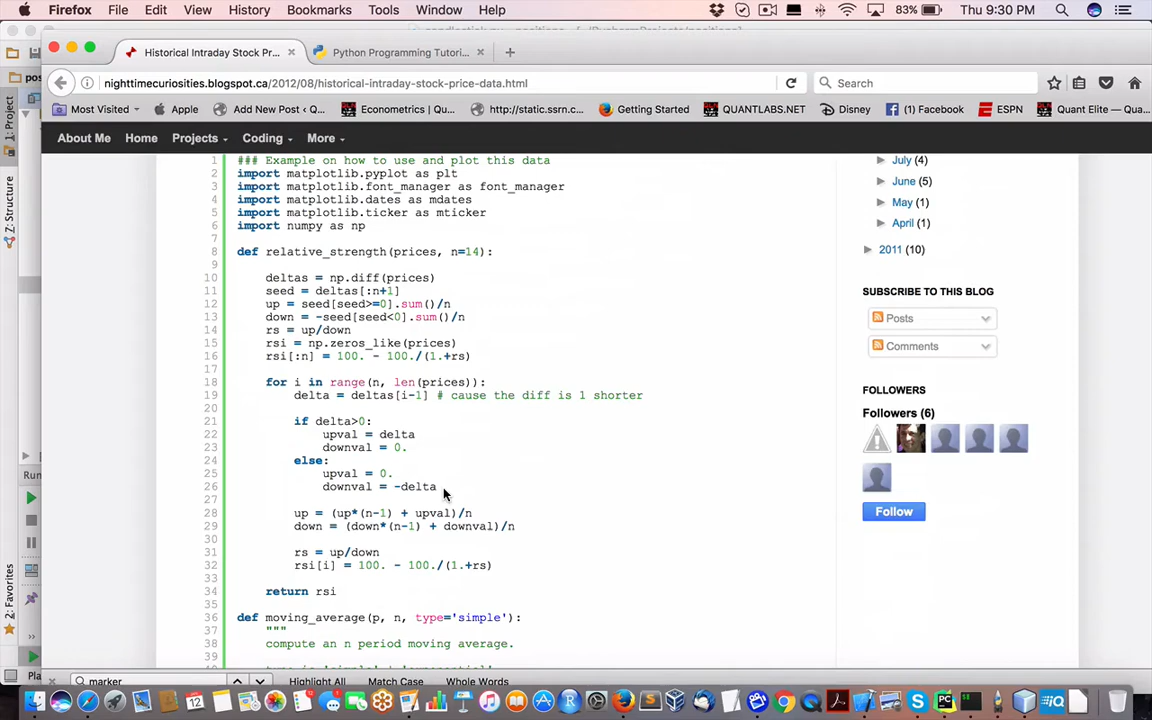 Firefox File Edit View History Bookmarks Tools Window Help 83% Thu 9:30 PM
Historical Intraday Stock Pr... × Python Programming Tutori... × +
nighttimecuriosities.blogspot.ca/2012/08/historical-intraday-stock-price-data.html Search
Most Visited Apple Add New Post ‹ Q... Econometrics | Qu... http://static.ssrn.c... Getting Started QUANTLABS.NET Disney (1) Facebook ESPN Quant Elite — Qua...
About Me Home Projects Coding More
1 ### Example on how to use and plot this data
2 import matplotlib.pyplot as plt
3 import matplotlib.font_manager as font_manager
4 import matplotlib.dates as mdates
5 import matplotlib.ticker as mticker
6 import numpy as np
7
8 def relative_strength(prices, n=14):
9
10 deltas = np.diff(prices)
11 seed = deltas[:n+1]
12 up = seed[seed>=0].sum()/n
13 down = -seed[seed<0].sum()/n
14 rs = up/down
15 rsi = np.zeros_like(prices)
16 rsi[:n] = 100. - 100./(1.+rs)
17
18 for i in range(n, len(prices)):
19 delta = deltas[i-1] # cause the diff is 1 shorter
20
21 if delta>0:
22 upval = delta
23 downval = 0.
24 else:
25 upval = 0.
26 downval = -delta
27
28 up = (up*(n-1) + upval)/n
29 down = (down*(n-1) + downval)/n
30
31 rs = up/down
32 rsi[i] = 100. - 100./(1.+rs)
33
34 return rsi
35
36 def moving_average(p, n, type='simple'):
37 """
38 compute an n period moving average.
39
July (4)
June (5)
May (1)
April (1)
2011 (10)
SUBSCRIBE TO THIS BLOG
Posts
Comments
FOLLOWERS
Followers (6)
Follow
1: Project
Z: Structure
2: Favorites
pos
Run
Pla
marker Highlight All Match Case Whole Words